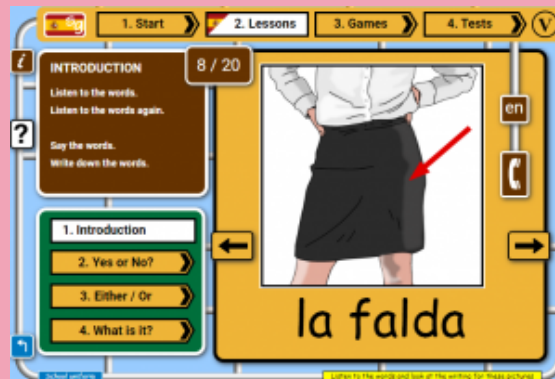 1. Start
2. Lessons
3. Games
4. Tests
V
i
INTRODUCTION
8 / 20
Listen to the words.
Listen to the words again.
Say the words.
Write down the words.
?
en
1. Introduction
2. Yes or No?
3. Either / Or
4. What is it?
la falda
School uniform
Listen to the words and look at the writing for these pictures